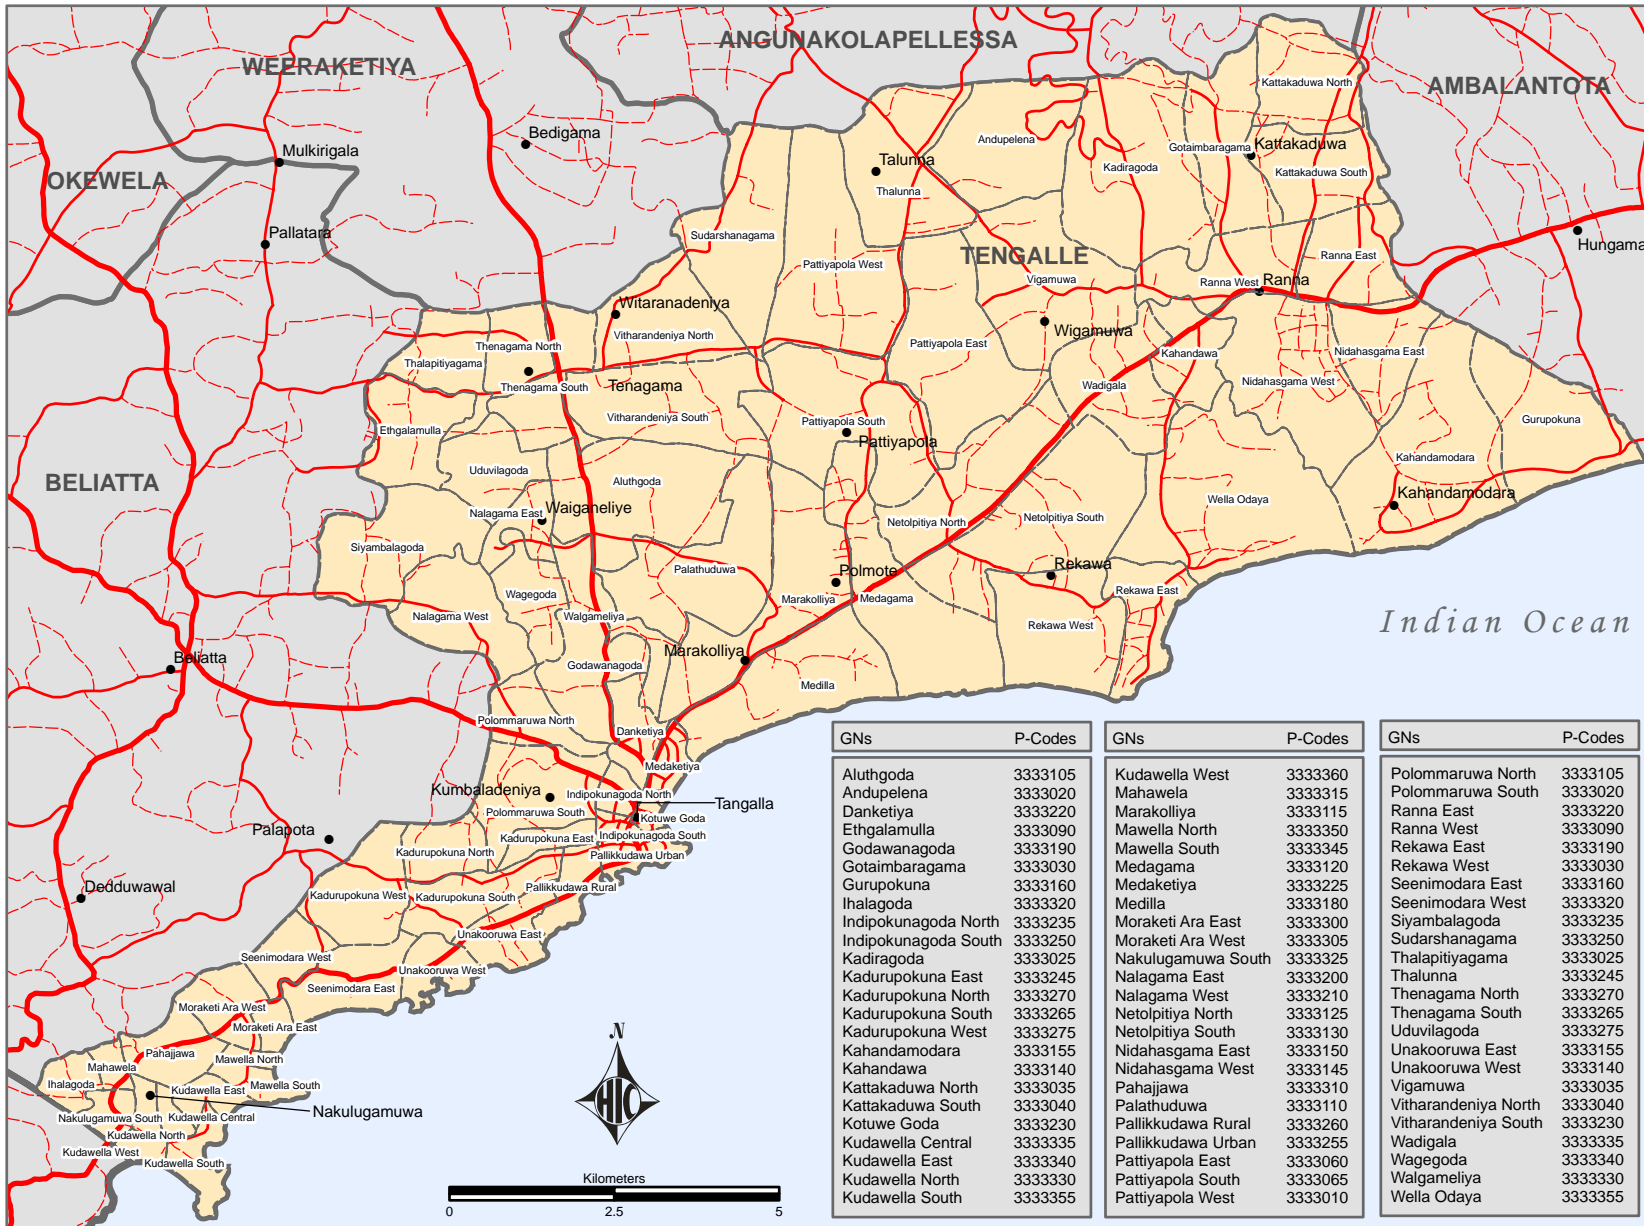 ANGUNAKOLAPELLESSA
WEERAKETIYA
AMBALANTOTA
OKEWELA
TENGALLE
BELIATTA
Kattakaduwa North
Bedigama
Andupelena
Mulkirigala
Talunna
Gotaimbaragama
Kattakaduwa
Kadiragoda
Kattakaduwa South
Thalunna
Pallatara
Sudarshanagama
Hungama
Pattiyapola West
Ranna East
Vigamuwa
Ranna West
Ranna
Witaranadeniya
Vitharandeniya North
Wigamuwa
Thenagama North
Pattiyapola East
Kahandawa
Nidahasgama East
Thalapitiyagama
Thenagama South
Tenagama
Wadigala
Nidahasgama West
Vitharandeniya South
Pattiyapola South
Gurupokuna
Ethgalamulla
Pattiyapola
Kahandamodara
Uduvilagoda
Aluthgoda
Kahandamodara
Wella Odaya
Nalagama East
Waiganeliye
Netolpitiya North
Netolpitiya South
Siyambalagoda
Palathuduwa
Polmote
Rekawa
Wagegoda
Marakolliya
Medagama
Rekawa East
Nalagama West
Walgameliya
Rekawa West
Indian Ocean
Beliatta
Godawanagoda
Marakolliya
Medilla
Polommaruwa North
Danketiya
Medaketiya
Kumbaladeniya
Indipokunagoda North
Tangalla
Polommaruwa South
Kotuwe Goda
Palapota
Kadurupokuna East
Indipokunagoda South
Kadurupokuna North
Pallikkudawa Urban
Dedduwawal
Kadurupokuna West
Kadurupokuna South
Pallikkudawa Rural
Unakooruwa East
Seenimodara West
Unakooruwa West
Seenimodara East
Moraketi Ara West
Moraketi Ara East
Pahajjawa
Mawella North
Mahawela
Ihalagoda
Kudawella East
Mawella South
Nakulugamuwa
Nakulugamuwa South
Kudawella Central
Kudawella North
Kudawella West
Kudawella South
N
HIC
Kilometers
0 2.5 5
GNs P-Codes
Aluthgoda 3333105
Andupelena 3333020
Danketiya 3333220
Ethgalamulla 3333090
Godawanagoda 3333190
Gotaimbaragama 3333030
Gurupokuna 3333160
Ihalagoda 3333320
Indipokunagoda North 3333235
Indipokunagoda South 3333250
Kadiragoda 3333025
Kadurupokuna East 3333245
Kadurupokuna North 3333270
Kadurupokuna South 3333265
Kadurupokuna West 3333275
Kahandamodara 3333155
Kahandawa 3333140
Kattakaduwa North 3333035
Kattakaduwa South 3333040
Kotuwe Goda 3333230
Kudawella Central 3333335
Kudawella East 3333340
Kudawella North 3333330
Kudawella South 3333355
GNs P-Codes
Kudawella West 3333360
Mahawela 3333315
Marakolliya 3333115
Mawella North 3333350
Mawella South 3333345
Medagama 3333120
Medaketiya 3333225
Medilla 3333180
Moraketi Ara East 3333300
Moraketi Ara West 3333305
Nakulugamuwa South 3333325
Nalagama East 3333200
Nalagama West 3333210
Netolpitiya North 3333125
Netolpitiya South 3333130
Nidahasgama East 3333150
Nidahasgama West 3333145
Pahajjawa 3333310
Palathuduwa 3333110
Pallikkudawa Rural 3333260
Pallikkudawa Urban 3333255
Pattiyapola East 3333060
Pattiyapola South 3333065
Pattiyapola West 3333010
GNs P-Codes
Polommaruwa North 3333105
Polommaruwa South 3333020
Ranna East 3333220
Ranna West 3333090
Rekawa East 3333190
Rekawa West 3333030
Seenimodara East 3333160
Seenimodara West 3333320
Siyambalagoda 3333235
Sudarshanagama 3333250
Thalapitiyagama 3333025
Thalunna 3333245
Thenagama North 3333270
Thenagama South 3333265
Uduvilagoda 3333275
Unakooruwa East 3333155
Unakooruwa West 3333140
Vigamuwa 3333035
Vitharandeniya North 3333040
Vitharandeniya South 3333230
Wadigala 3333335
Wagegoda 3333340
Walgameliya 3333330
Wella Odaya 3333355